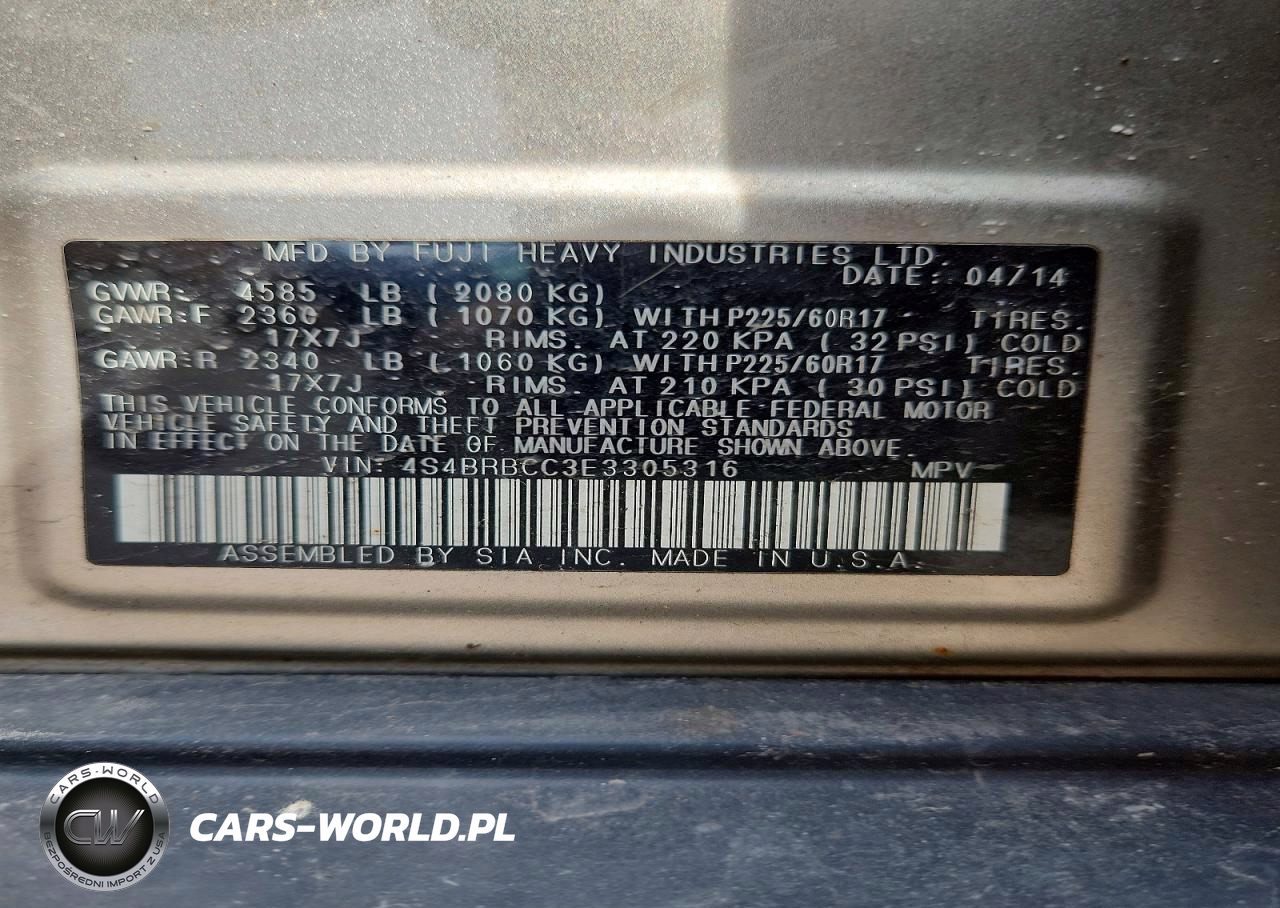 MFD BY FUJI HEAVY INDUSTRIES LTD.
DATE: 04/14
GVWR: 4585 LB ( 2080 KG)
GAWR:F 2360 LB ( 1070 KG) WITH P225/60R17 TIRES.
17X7J RIMS. AT 220 KPA ( 32 PSI) COLD
GAWR:R 2340 LB ( 1060 KG) WITH P225/60R17 TIRES.
17X7J RIMS. AT 210 KPA ( 30 PSI) COLD
THIS VEHICLE CONFORMS TO ALL APPLICABLE FEDERAL MOTOR
VEHICLE SAFETY AND THEFT PREVENTION STANDARDS
IN EFFECT ON THE DATE OF MANUFACTURE SHOWN ABOVE.
VIN: 4S4BRBCC3E3305316 MPV
ASSEMBLED BY SIA INC. MADE IN U.S.A.
CARS-WORLD
CW
BEZPOŚREDNI IMPORT Z USA
CARS-WORLD.PL